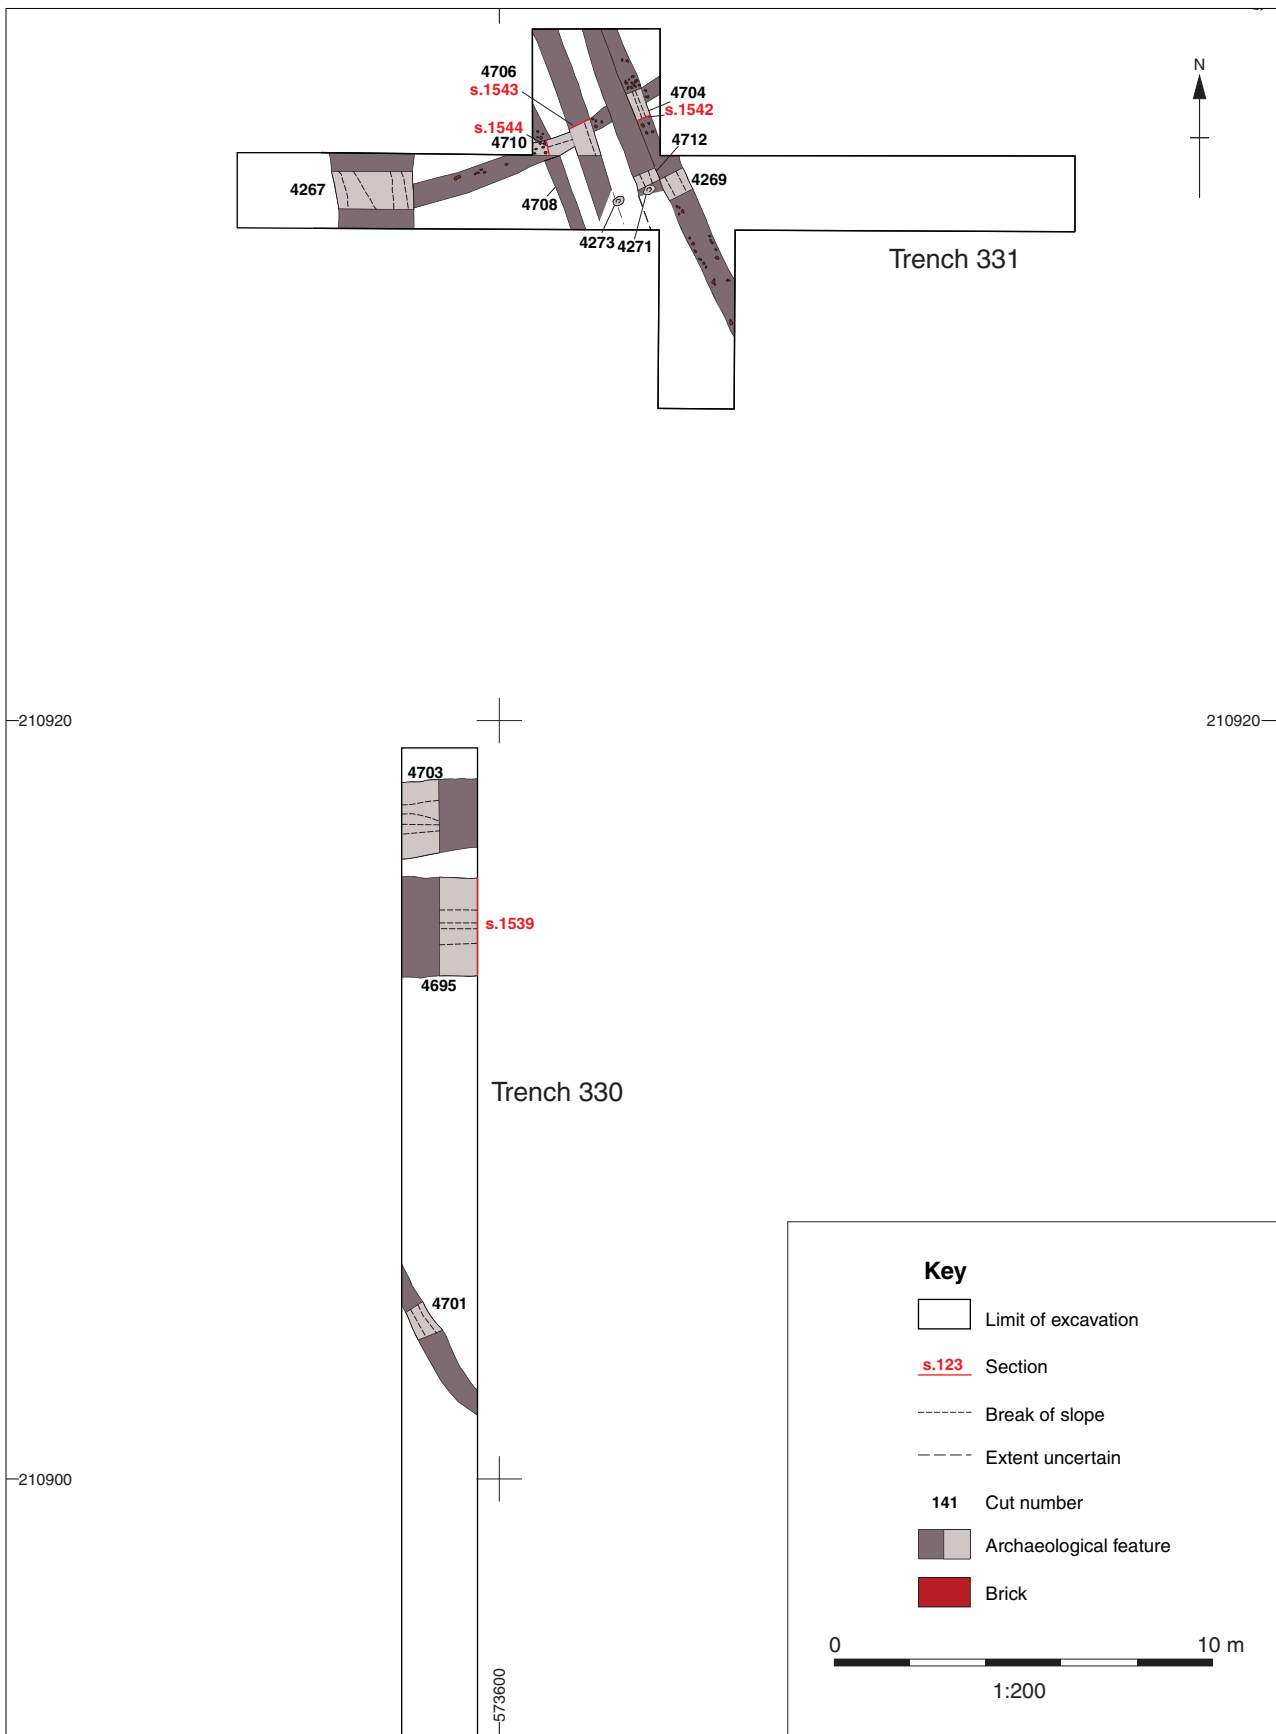 N
4706
s.1543
4704
s.1542
s.1544
4710
4712
4267
4269
4708
4273
4271
Trench 331
210920
210920
4703
s.1539
4695
Trench 330
4701
Key
Limit of excavation
s.123 Section
Break of slope
Extent uncertain
141 Cut number
Archaeological feature
Brick
210900
0 10 m
1:200
573600